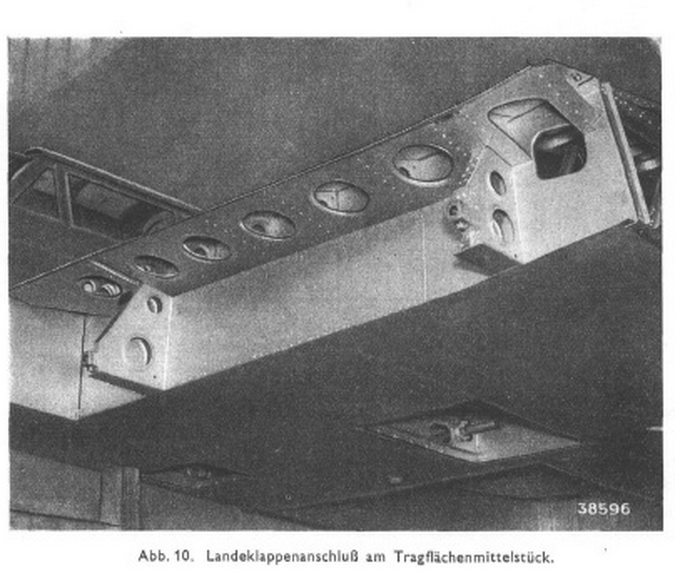 38596
Abb. 10. Landeklappenanschluß am Tragflächenmittelstück.